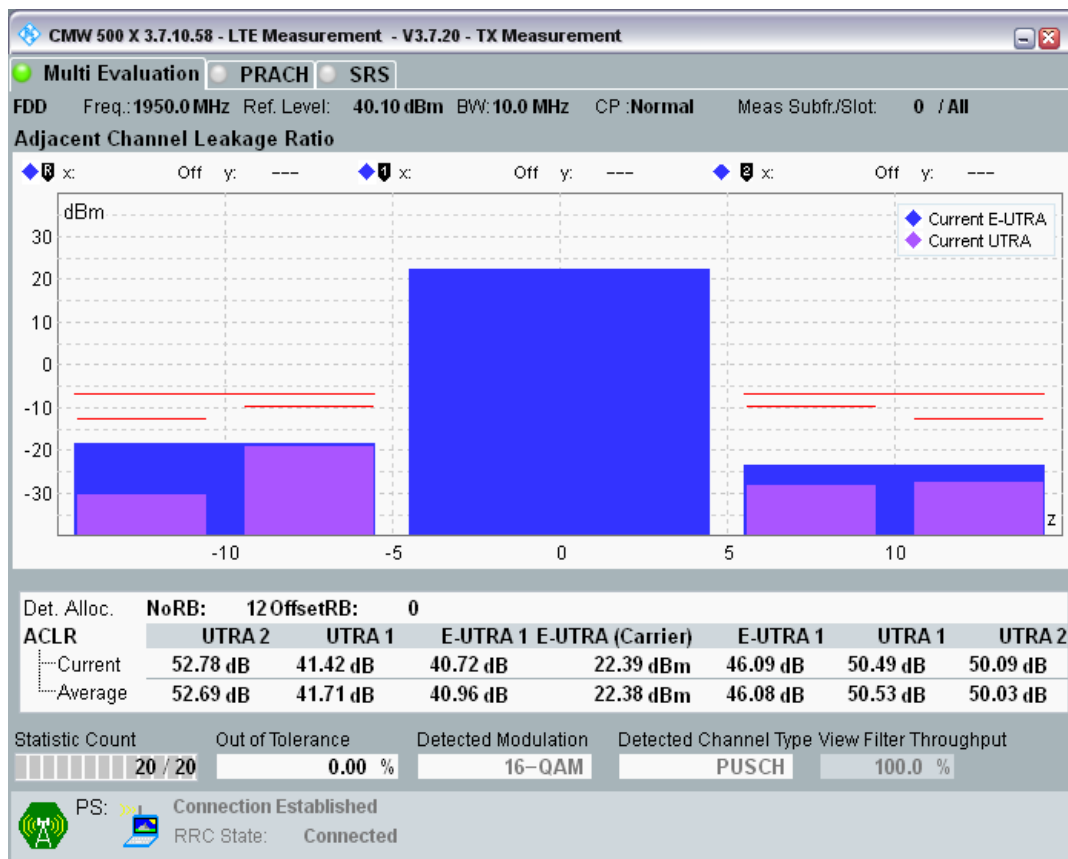 CMW 500 X 3.7.10.58 - LTE Measurement - V3.7.20 - TX Measurement
Multi Evaluation PRACH SRS
FDD Freq.:1950.0 MHz Ref. Level: 40.10 dBm BW:10.0 MHz CP :Normal Meas Subfr./Slot: 0 / All
Adjacent Channel Leakage Ratio
R x: Off y: --- 1 x: Off y: --- 2 x: Off y: ---
dBm
Current E-UTRA
Current UTRA
30
20
10
0
-10
-20
-30
z
-10 -5 0 5 10
Det. Alloc. NoRB: 12 OffsetRB: 0
ACLR UTRA 2 UTRA 1 E-UTRA 1 E-UTRA (Carrier) E-UTRA 1 UTRA 1 UTRA 2
Current 52.78 dB 41.42 dB 40.72 dB 22.39 dBm 46.09 dB 50.49 dB 50.09 dB
Average 52.69 dB 41.71 dB 40.96 dB 22.38 dBm 46.08 dB 50.53 dB 50.03 dB
Statistic Count Out of Tolerance Detected Modulation Detected Channel Type View Filter Throughput
20 / 20 0.00 % 16-QAM PUSCH 100.0 %
PS: Connection Established
RRC State: Connected